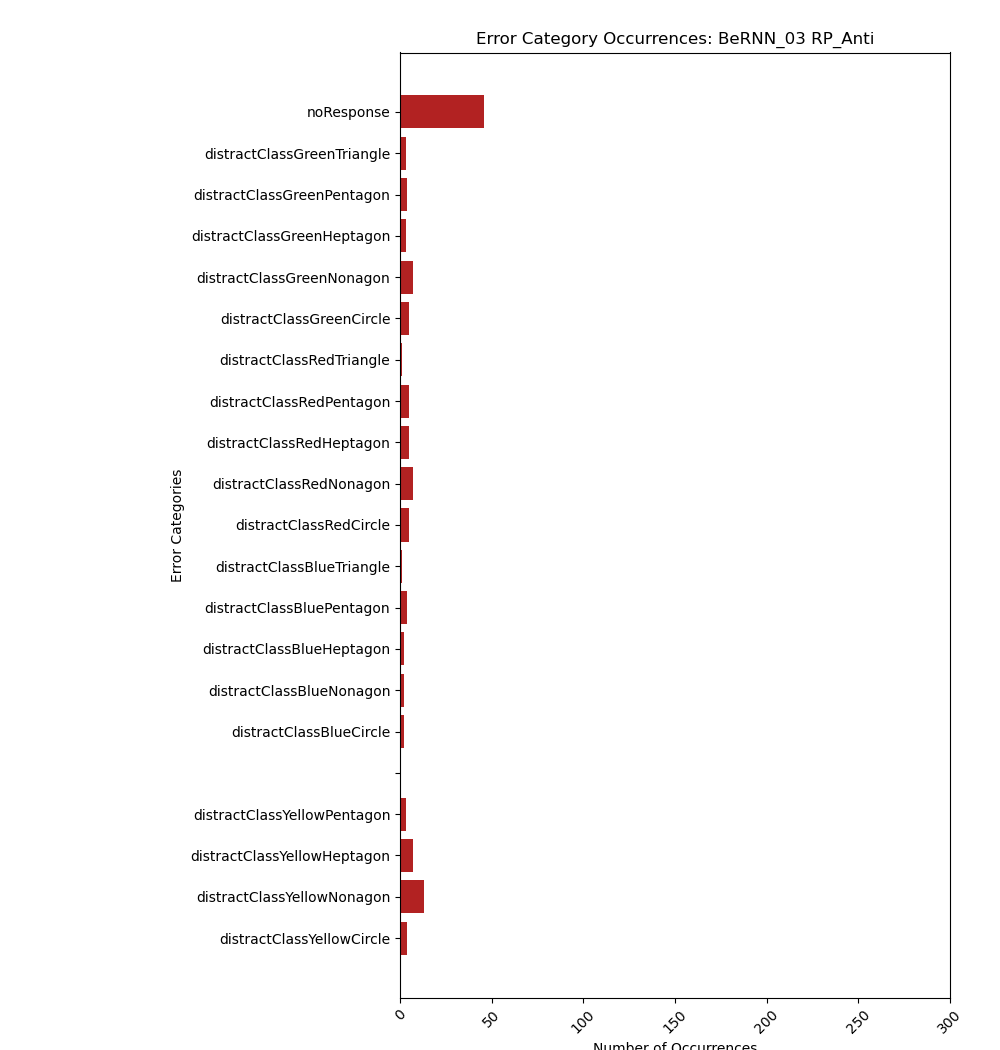 Error Category Occurrences: BeRNN_03 RP_Anti
noResponse
distractClassGreenTriangle
distractClassGreenPentagon
distractClassGreenHeptagon
distractClassGreenNonagon
distractClassGreenCircle
distractClassRedTriangle
distractClassRedPentagon
distractClassRedHeptagon
distractClassRedNonagon
distractClassRedCircle
distractClassBlueTriangle
distractClassBluePentagon
distractClassBlueHeptagon
distractClassBlueNonagon
distractClassBlueCircle
distractClassYellowPentagon
distractClassYellowHeptagon
distractClassYellowNonagon
distractClassYellowCircle
Error Categories
0 50 100 150 200 250 300
Number of Occurrences